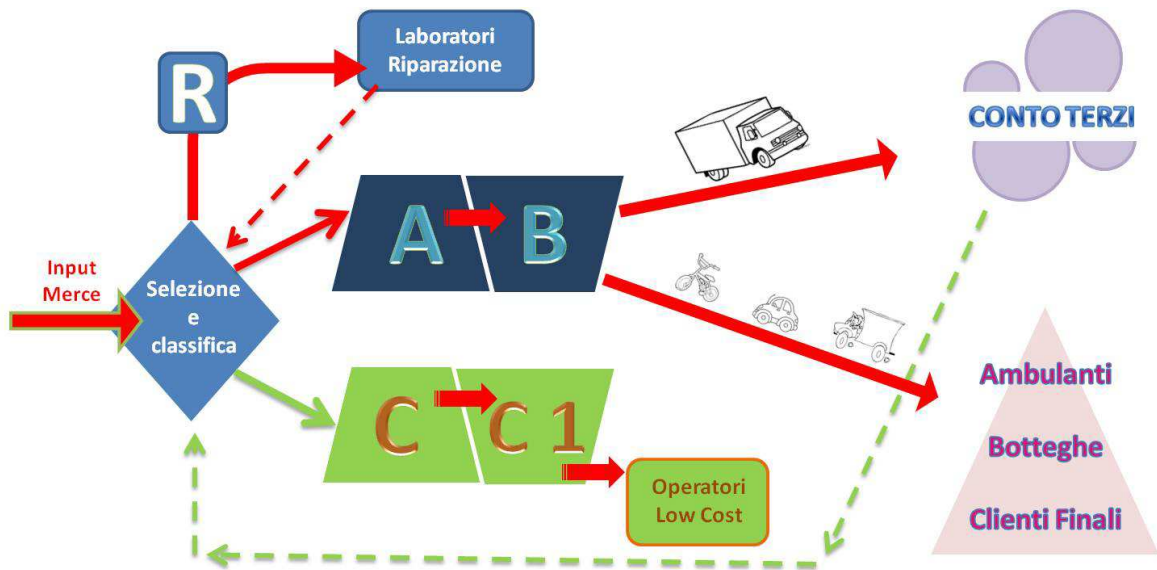 Laboratori
Riparazione
R
CONTO TERZI
A
B
Input
Merce
Selezione
e
classifica
C
C 1
Ambulanti
Botteghe
Clienti Finali
Operatori
Low Cost